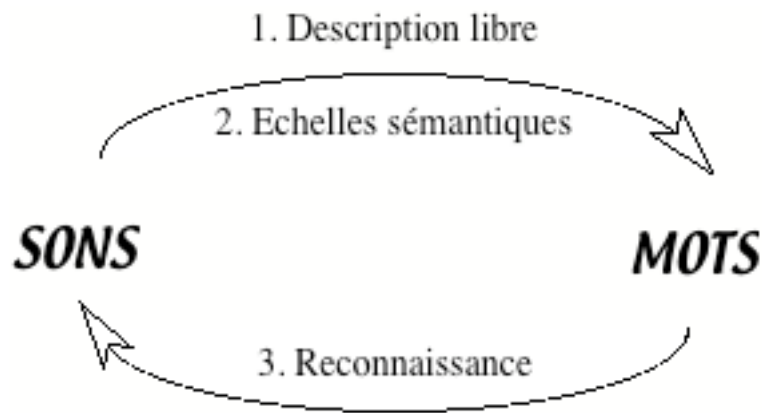 1. Description libre
2. Echelles sémantiques
SONS
MOTS
3. Reconnaissance